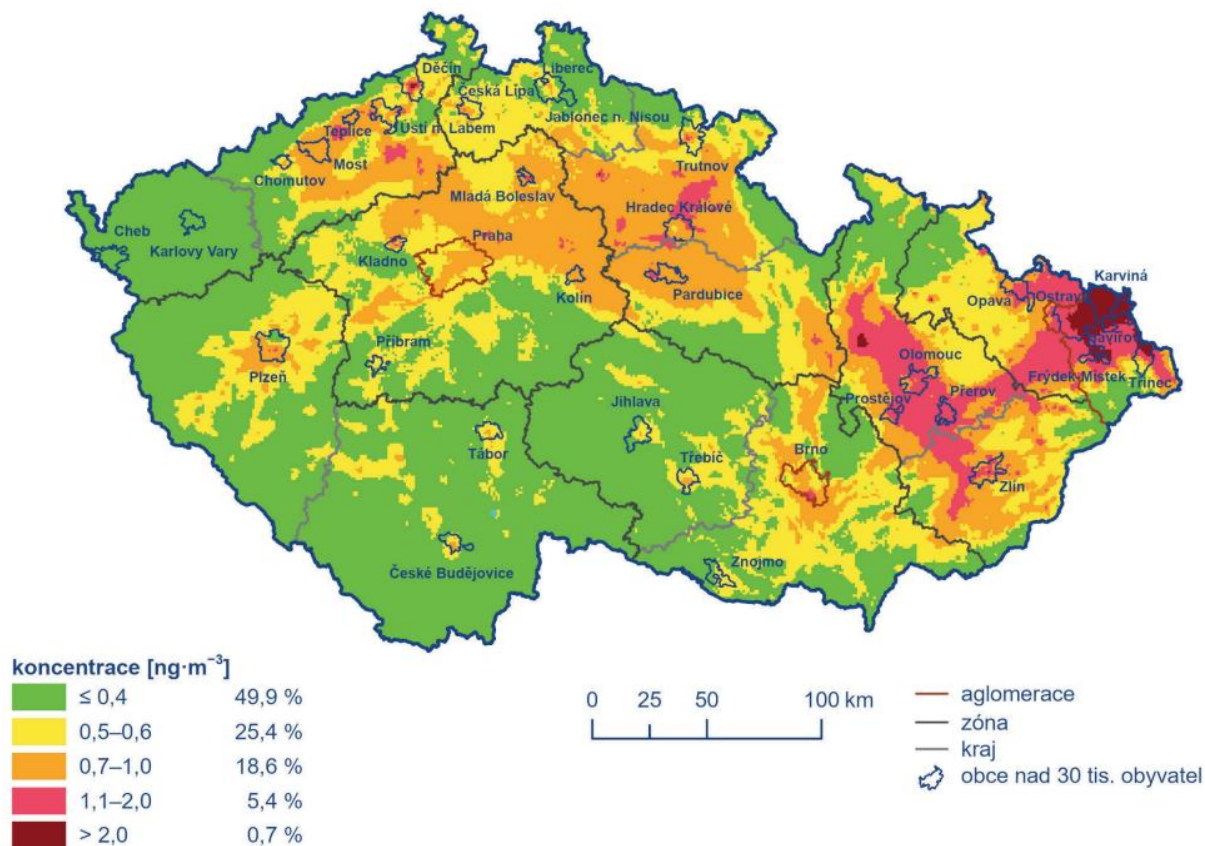 Děčín
Liberec
Česká Lípa
Jablonec n. Nisou
Teplice
Ústí n. Labem
Trutnov
Most
Chomutov
Mladá Boleslav
Hradec Králové
Cheb
Karlovy Vary
Praha
Kladno
Kolín
Pardubice
Karviná
Opava
Ostrava
Havířov
Olomouc
Příbram
Plzeň
Frýdek-Místek
Třinec
Jihlava
Prostějov
Přerov
Tábor
Třebíč
Brno
Zlín
České Budějovice
Znojmo
koncentrace [ng·m⁻³]
≤ 0,4 49,9 %
0,5–0,6 25,4 %
0,7–1,0 18,6 %
1,1–2,0 5,4 %
> 2,0 0,7 %
0 25 50 100 km
aglomerace
zóna
kraj
obce nad 30 tis. obyvatel